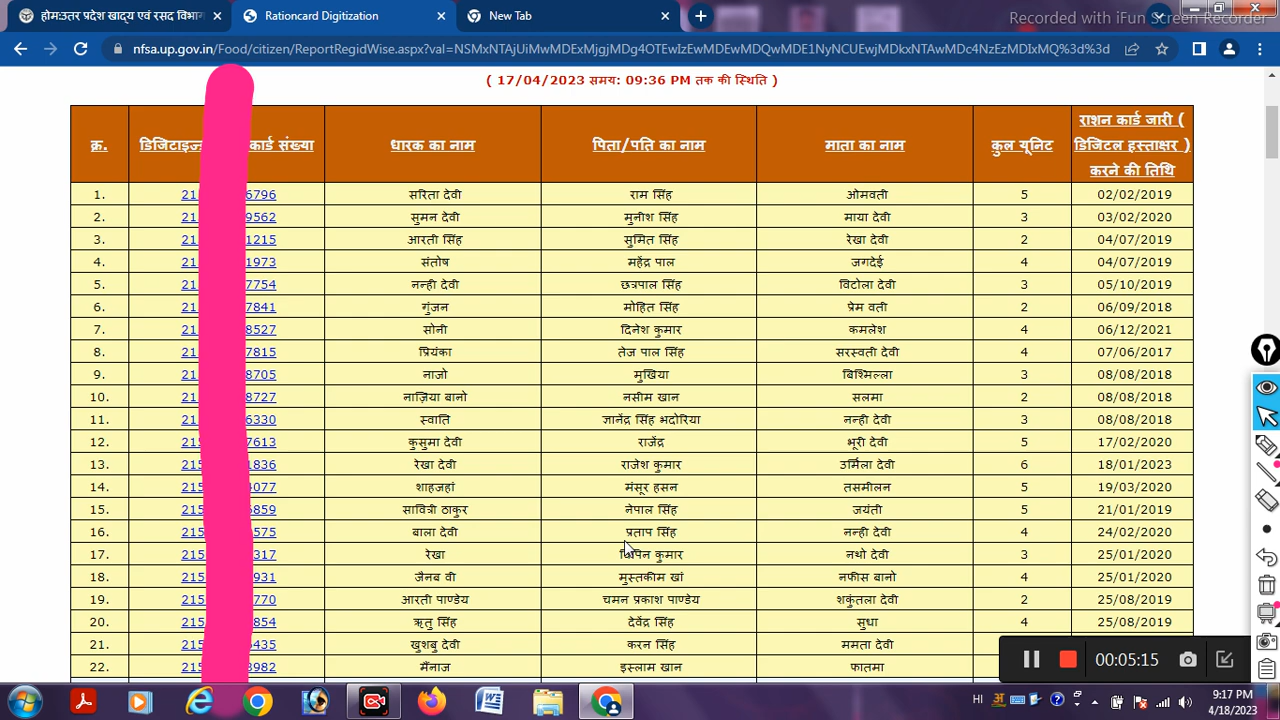 होम:उतर प्रदेश खाद्य एवं रसद विभाग
Rationcard Digitization
New Tab
Recorded with iFun Screen Recorder
nfsa.up.gov.in/Food/citizen/ReportRegidWise.aspx?val=NSMxNTAjUiMwMDExMjgjMDg4OTEwIzEwMDEwMDQwMDE1NyNCUEwjMDkxNTAwMDc4NzEzMDIxMQ%3d%3d
( 17/04/2023 समय: 09:36 PM तक की स्थिति )
क्र. डिजिटाइज्ड कार्ड संख्या धारक का नाम पिता/पति का नाम माता का नाम कुल यूनिट राशन कार्ड जारी ( डिजिटल हस्ताक्षर ) करने की तिथि
1. 21 6796 सरिता देवी राम सिंह ओमवती 5 02/02/2019
2. 21 9562 सुमन देवी मुनीश सिंह माया देवी 3 03/02/2020
3. 21 1215 आरती सिंह सुमित सिंह रेखा देवी 2 04/07/2019
4. 21 1973 संतोष महेंद्र पाल जगदेई 4 04/07/2019
5. 21 7754 नन्ही देवी छत्रपाल सिंह विटोला देवी 3 05/10/2019
6. 21 7841 गुंजन मोहित सिंह प्रेम वती 2 06/09/2018
7. 21 8527 सोनी दिनेश कुमार कमलेश 4 06/12/2021
8. 21 7815 प्रियंका तेज पाल सिंह सरस्वती देवी 4 07/06/2017
9. 21 8705 नाजो मुखिया बिश्मिल्ला 3 08/08/2018
10. 21 8727 नाज़िया बानो नसीम खान सलमा 2 08/08/2018
11. 21 6330 स्वाति ज्ञानेंद्र सिंह भदोरिया नन्ही देवी 3 08/08/2018
12. 215 7613 कुसुमा देवी राजेंद्र भूरी देवी 5 17/02/2020
13. 215 1836 रेखा देवी राजेश कुमार उर्मिला देवी 6 18/01/2023
14. 215 4077 शाहजहां मंसूर हसन तसमीलन 5 19/03/2020
15. 215 6859 सावित्री ठाकुर नेपाल सिंह जयंती 5 21/01/2019
16. 215 575 बाला देवी प्रताप सिंह नन्ही देवी 4 24/02/2020
17. 215 317 रेखा कुमार नथो देवी 3 25/01/2020
18. 215 931 जैनब वी मुस्तकीम खां नफीस बानो 4 25/01/2020
19. 215 770 आरती पाण्डेय चमन प्रकाश पाण्डेय शकुंतला देवी 2 25/08/2019
20. 215 854 ऋतु सिंह देवेंद्र सिंह सुधा 4 25/08/2019
21. 215 435 खुशबु देवी करन सिंह ममता देवी
22. 215 982 मैंनाज इस्लाम खान फातमा
00:05:15
HI
9:17 PM
4/18/2023